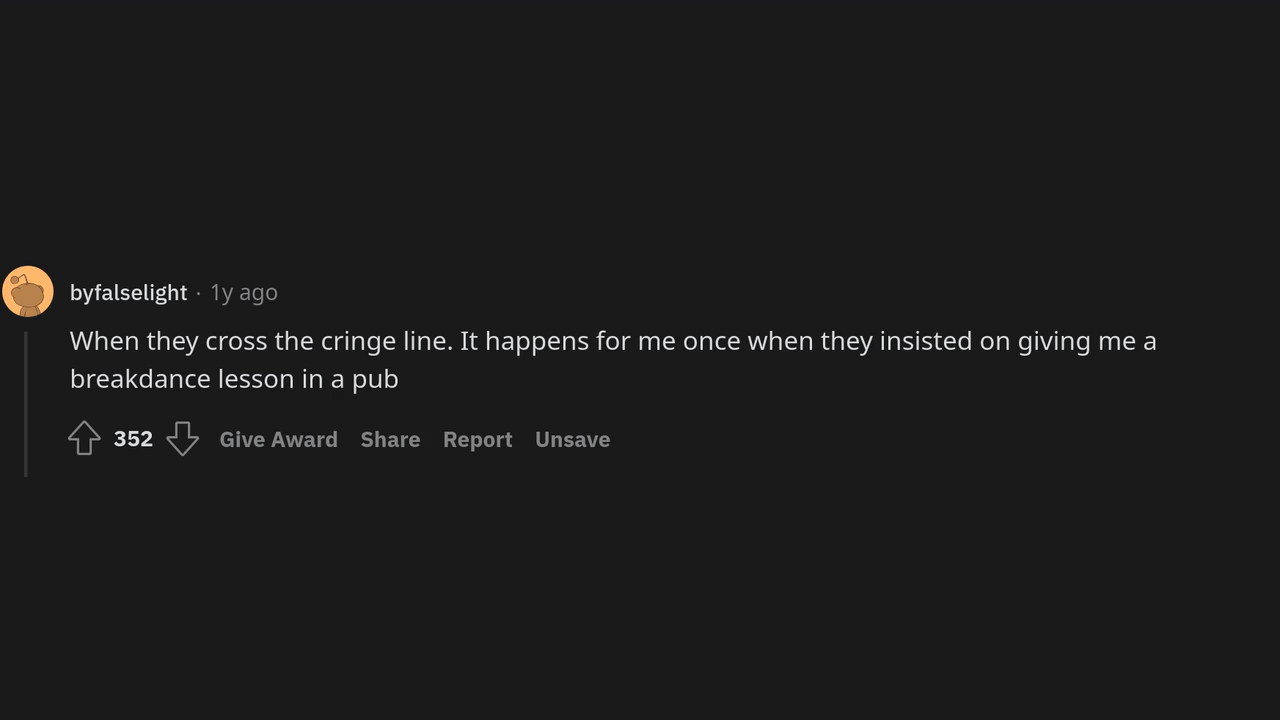 byfalselight · 1y ago
When they cross the cringe line. It happens for me once when they insisted on giving me a
breakdance lesson in a pub
352 Give Award Share Report Unsave